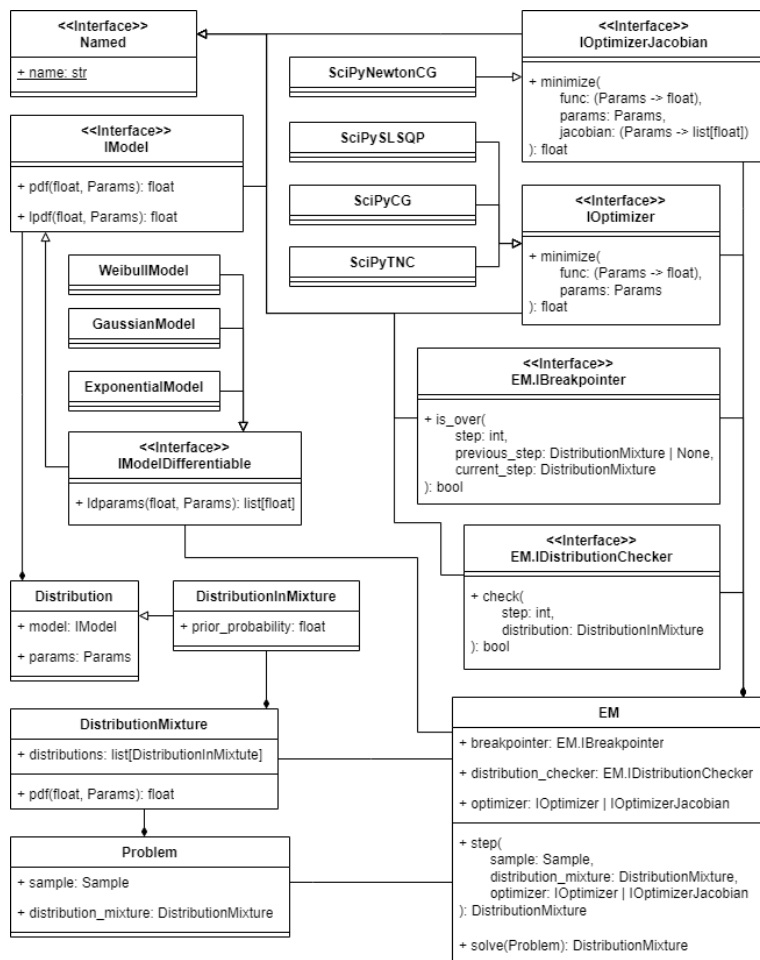 <<Interface>>
Named
+ name: str
<<Interface>>
IOptimizerJacobian
+ minimize(
func: (Params -> float),
params: Params,
jacobian: (Params -> list[float])
): float
SciPyNewtonCG
<<Interface>>
IModel
+ pdf(float, Params): float
+ lpdf(float, Params): float
SciPySLSQP
SciPyCG
SciPyTNC
<<Interface>>
IOptimizer
+ minimize(
func: (Params -> float),
params: Params
): float
WeibullModel
GaussianModel
ExponentialModel
<<Interface>>
EM.IBreakpointer
+ is_over(
step: int,
previous_step: DistributionMixture | None,
current_step: DistributionMixture
): bool
<<Interface>>
IModelDifferentiable
+ ldparams(float, Params): list[float]
<<Interface>>
EM.IDistributionChecker
+ check(
step: int,
distribution: DistributionInMixture
): bool
Distribution
+ model: IModel
+ params: Params
DistributionInMixture
+ prior_probability: float
DistributionMixture
+ distributions: list[DistributionInMixtute]
+ pdf(float, Params): float
EM
+ breakpointer: EM.IBreakpointer
+ distribution_checker: EM.IDistributionChecker
+ optimizer: IOptimizer | IOptimizerJacobian
+ step(
sample: Sample,
distribution_mixture: DistributionMixture,
optimizer: IOptimizer | IOptimizerJacobian
): DistributionMixture
+ solve(Problem): DistributionMixture
Problem
+ sample: Sample
+ distribution_mixture: DistributionMixture